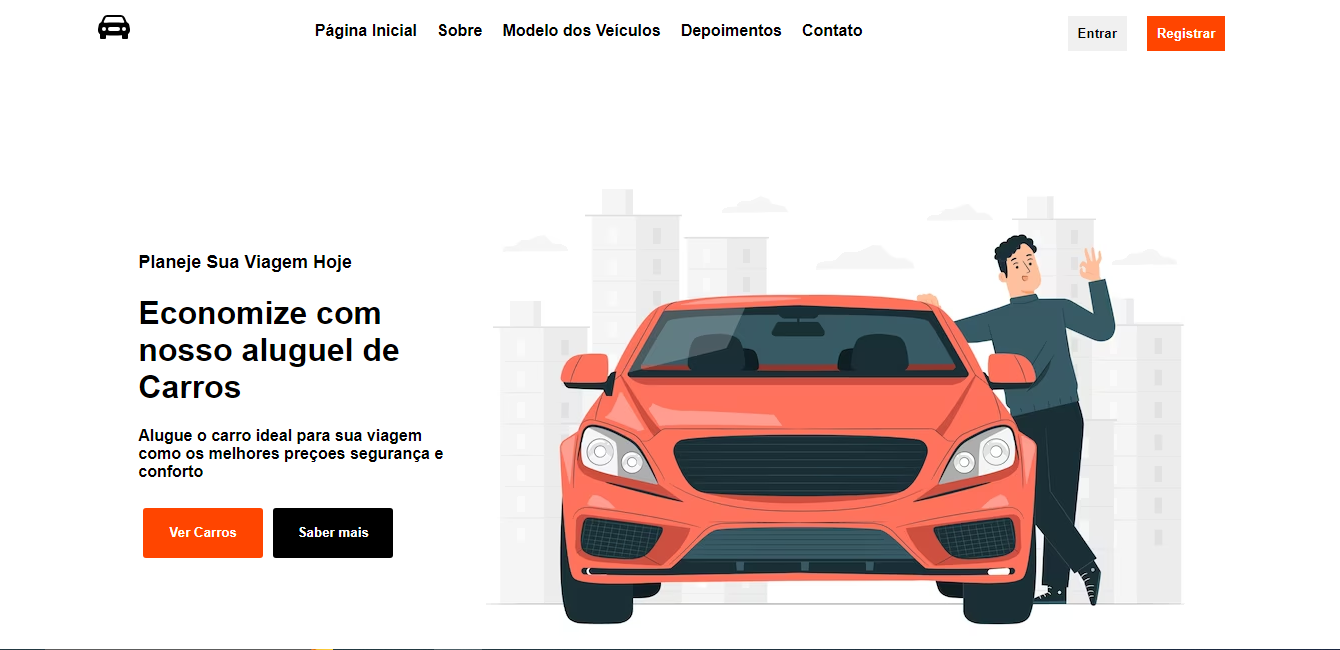 Página Inicial Sobre Modelo dos Veículos Depoimentos Contato Entrar Registrar
Planeje Sua Viagem Hoje
Economize com
nosso aluguel de
Carros
Alugue o carro ideal para sua viagem
como os melhores preçoes segurança e
conforto
Ver Carros Saber mais